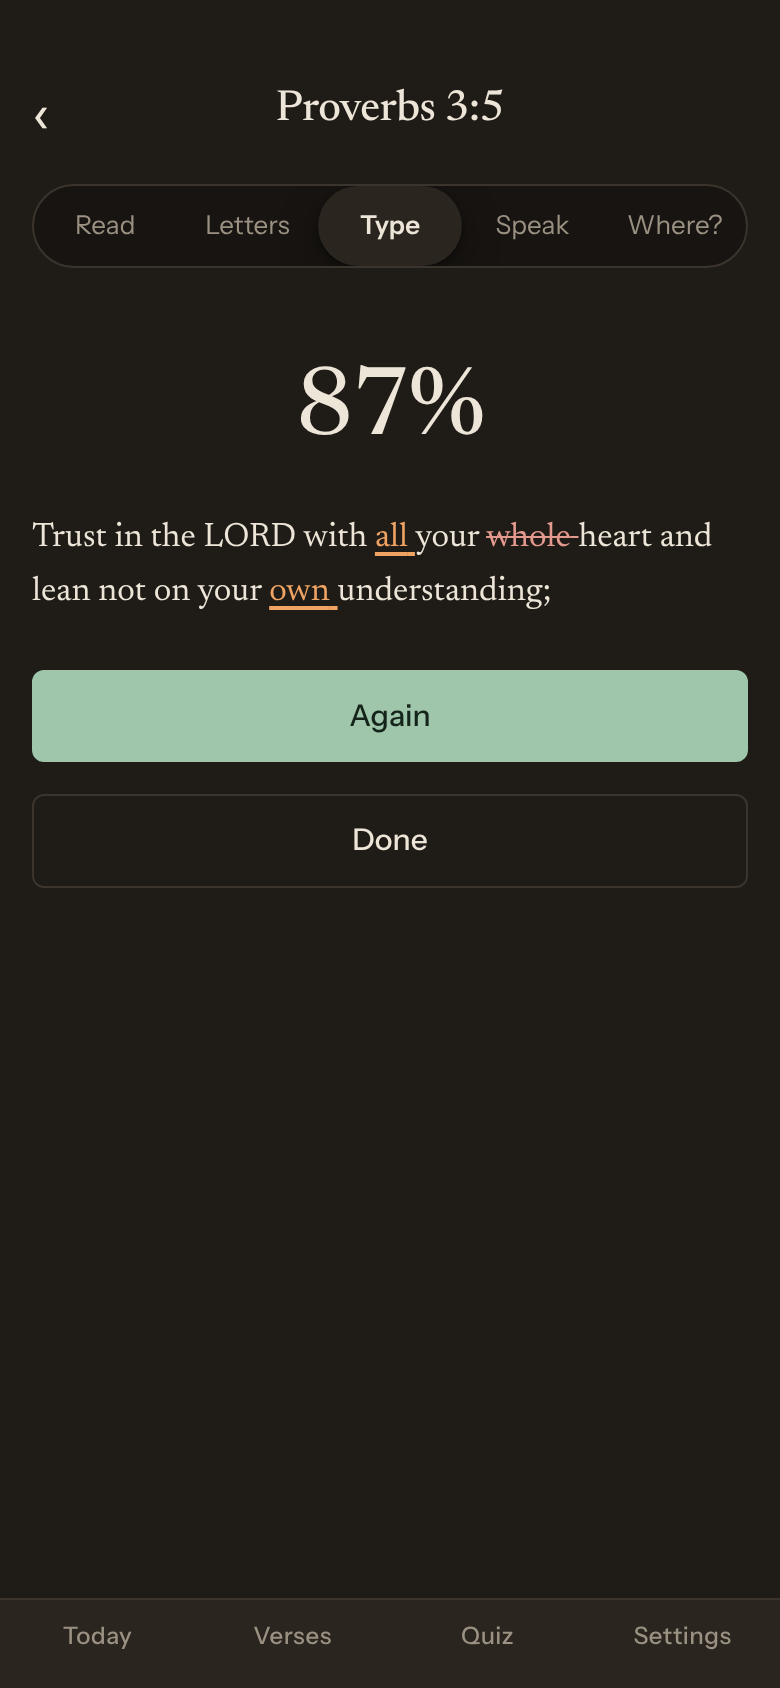 ‹
Proverbs 3:5
Read Letters Type Speak Where?
87%
Trust in the LORD with all your whole heart and
lean not on your own understanding;
Again
Done
Today Verses Quiz Settings